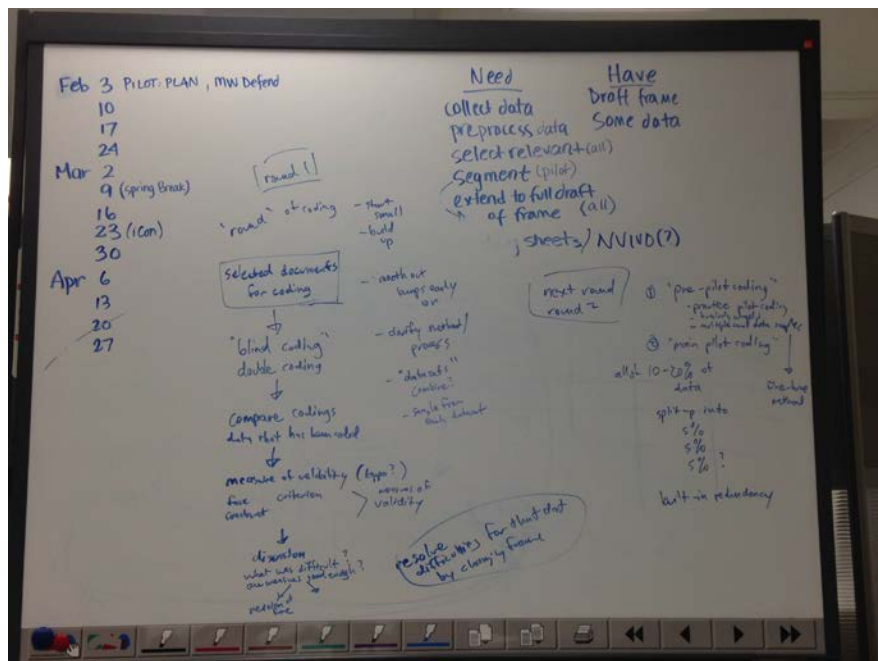 Feb 3 PILOT: PLAN, MW Defend
10
17
24
Mar 2
9 (spring Break)
16
23 (iCon)
30
Apr 6
13
20
27
round 1
"round" of coding
- short
small
- build
up
selected documents
for coding
- smooth out
bumps early
on
"blind coding"
double coding
- clarify method/
process
- "datasets"
combine?
- sample from
each dataset
compare codings
data that has been coded
measure of validity (type?)
face criterion
construct
measures of
validity
discussion
what was difficult?
our measures good enough?
resolve
difficulties for that dat
by changing frame
Need
collect data
preprocess data
select relevant (all)
segment (pilot)
extend to full draft
of frame (all)
, sheets / NVIVO(?)
Have
Draft frame
Some data
next round
round 2
① "pre-pilot coding"
- practice pilot coding
- multiple small data samples
② "main pilot coding"
10-20% of
data
split up into
5%
5%
5% ?
built-in redundancy
method